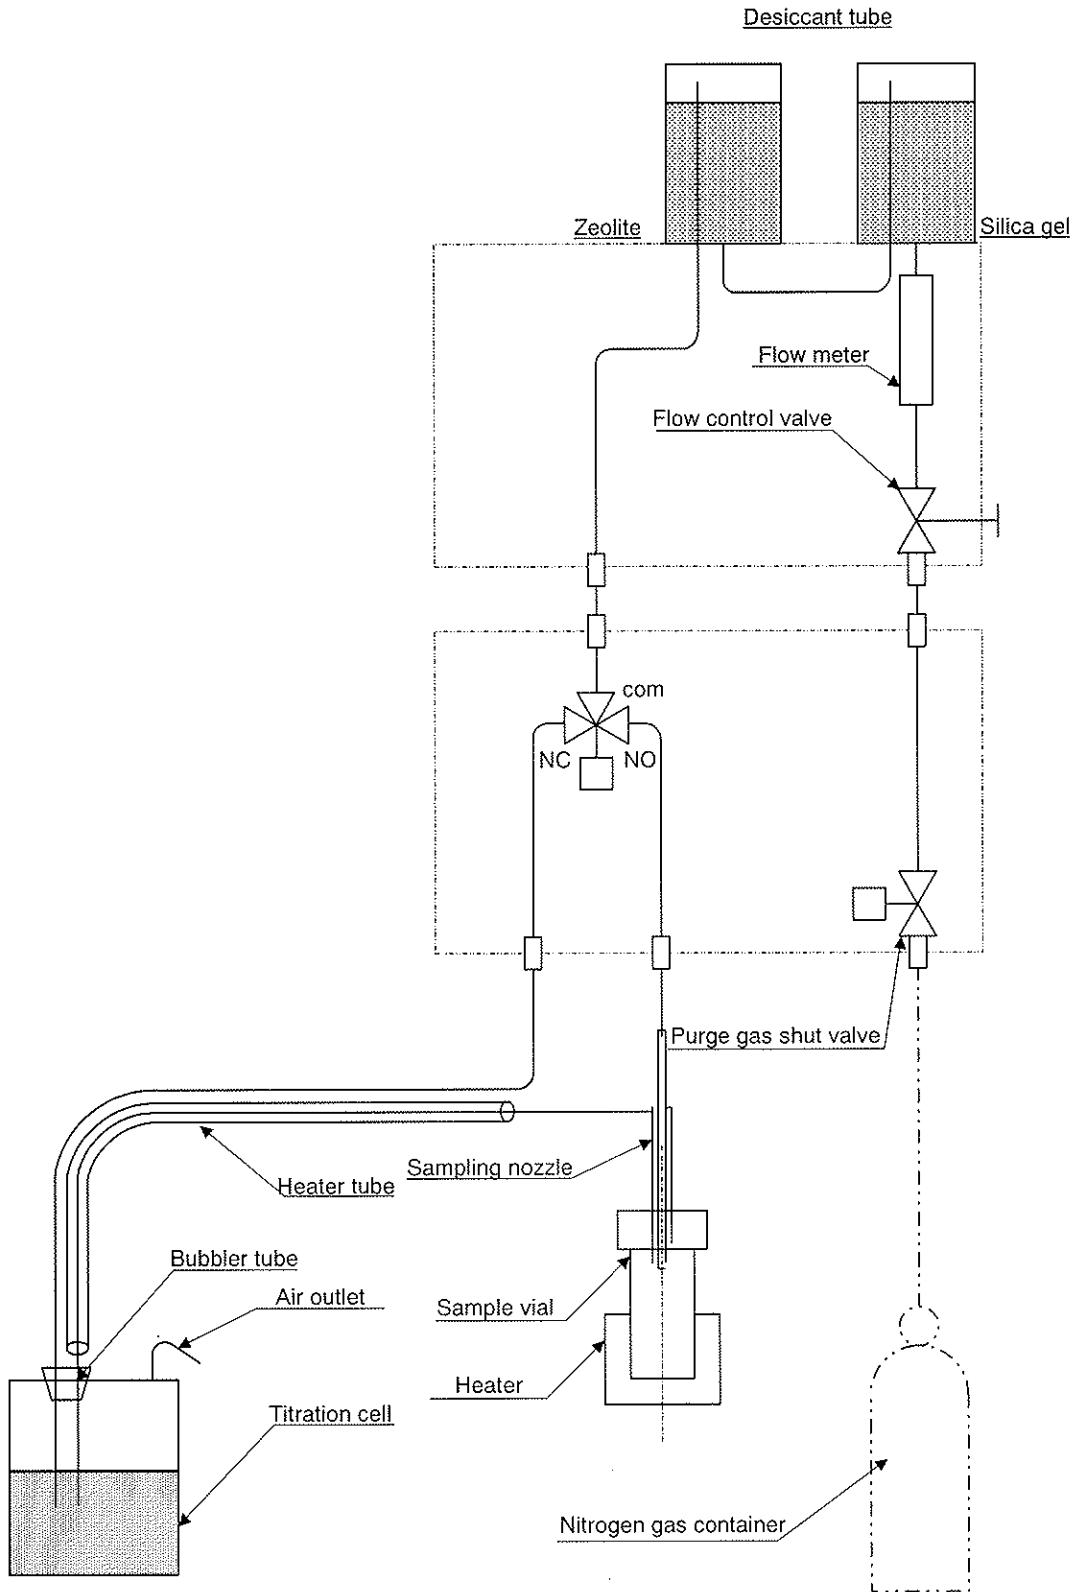 Desiccant tube
Zeolite
Silica gel
Flow meter
Flow control valve
com
NC
NO
Purge gas shut valve
Sampling nozzle
Heater tube
Bubbler tube
Air outlet
Sample vial
Heater
Titration cell
Nitrogen gas container